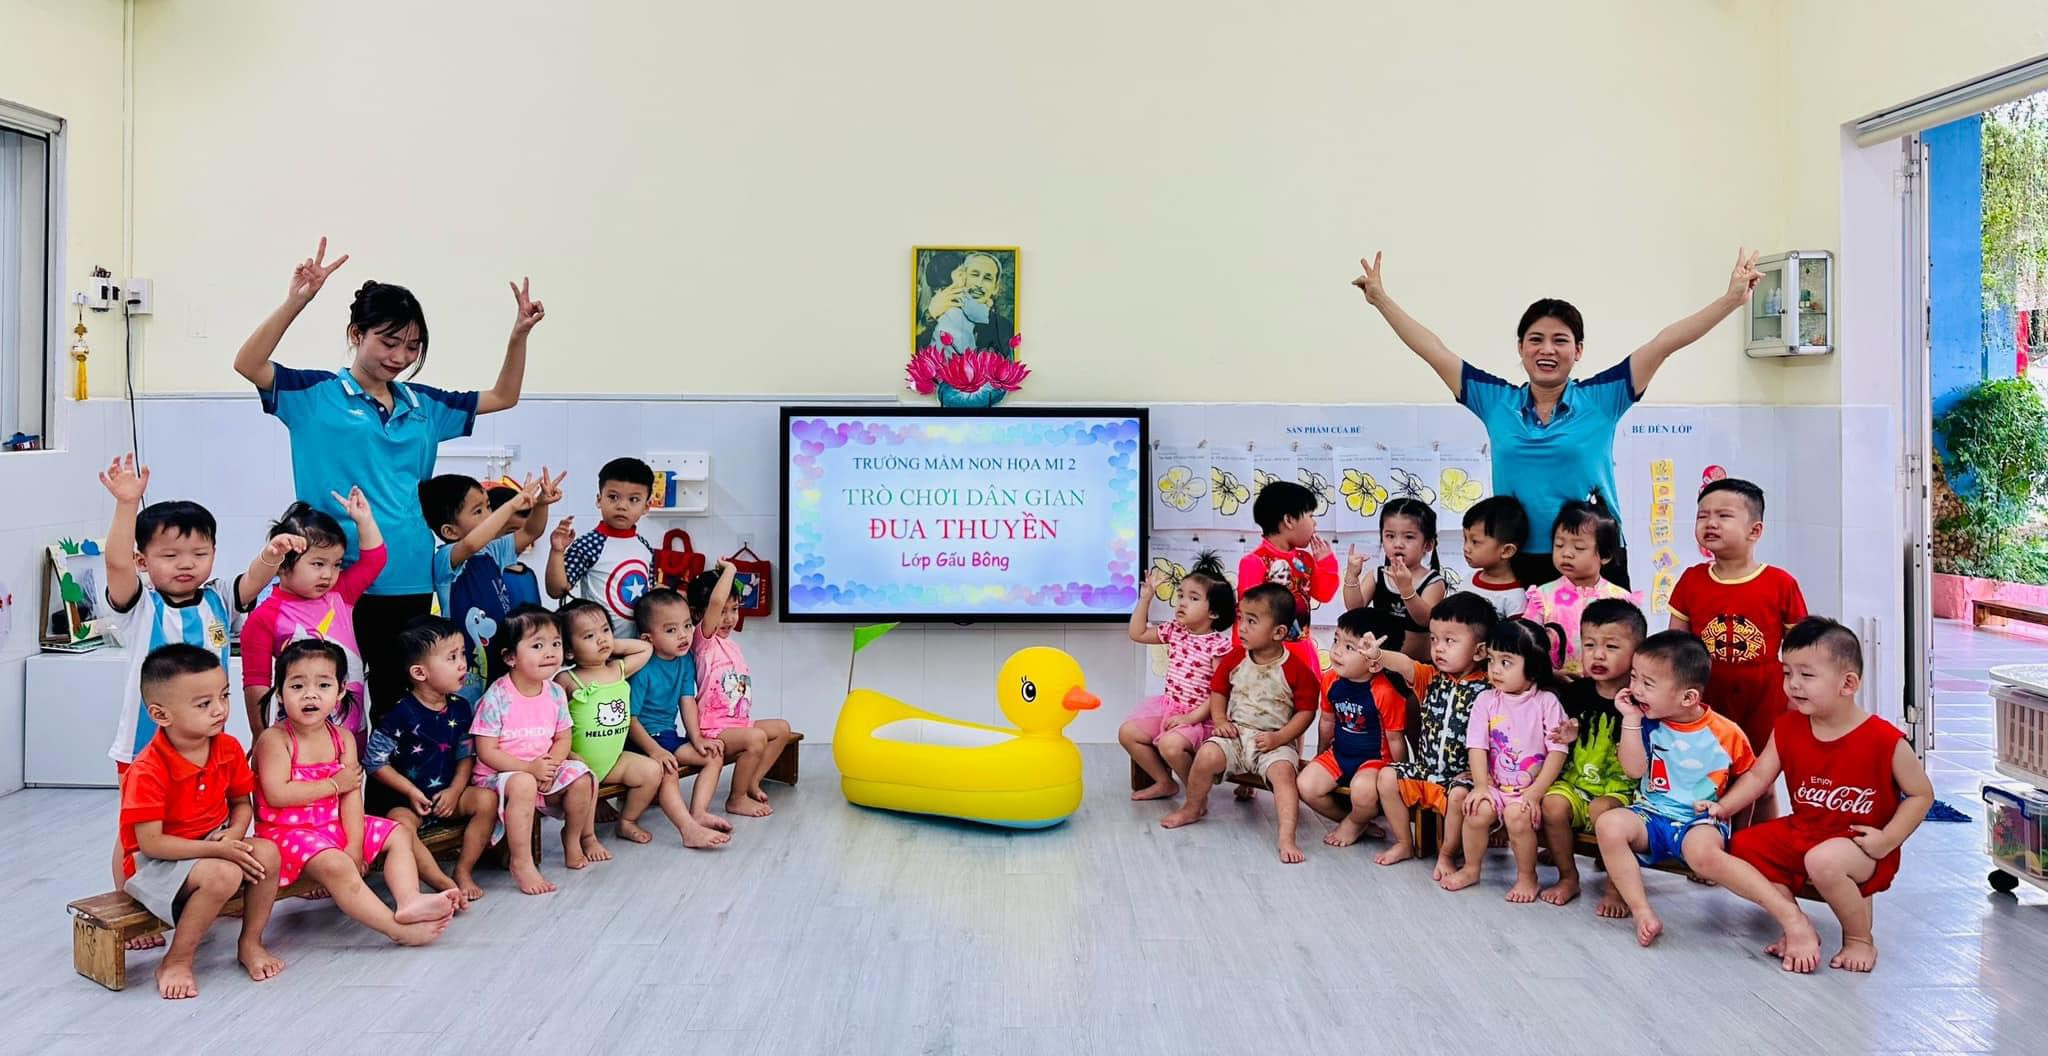 TRƯỜNG MẦM NON HỌA MI 2
TRÒ CHƠI DÂN GIAN
ĐUA THUYỀN
Lớp Gấu Bông
SẢN PHẨM CỦA BÉ
BÉ ĐẾN LỚP
HELLO KITTY
Enjoy
Coca-Cola